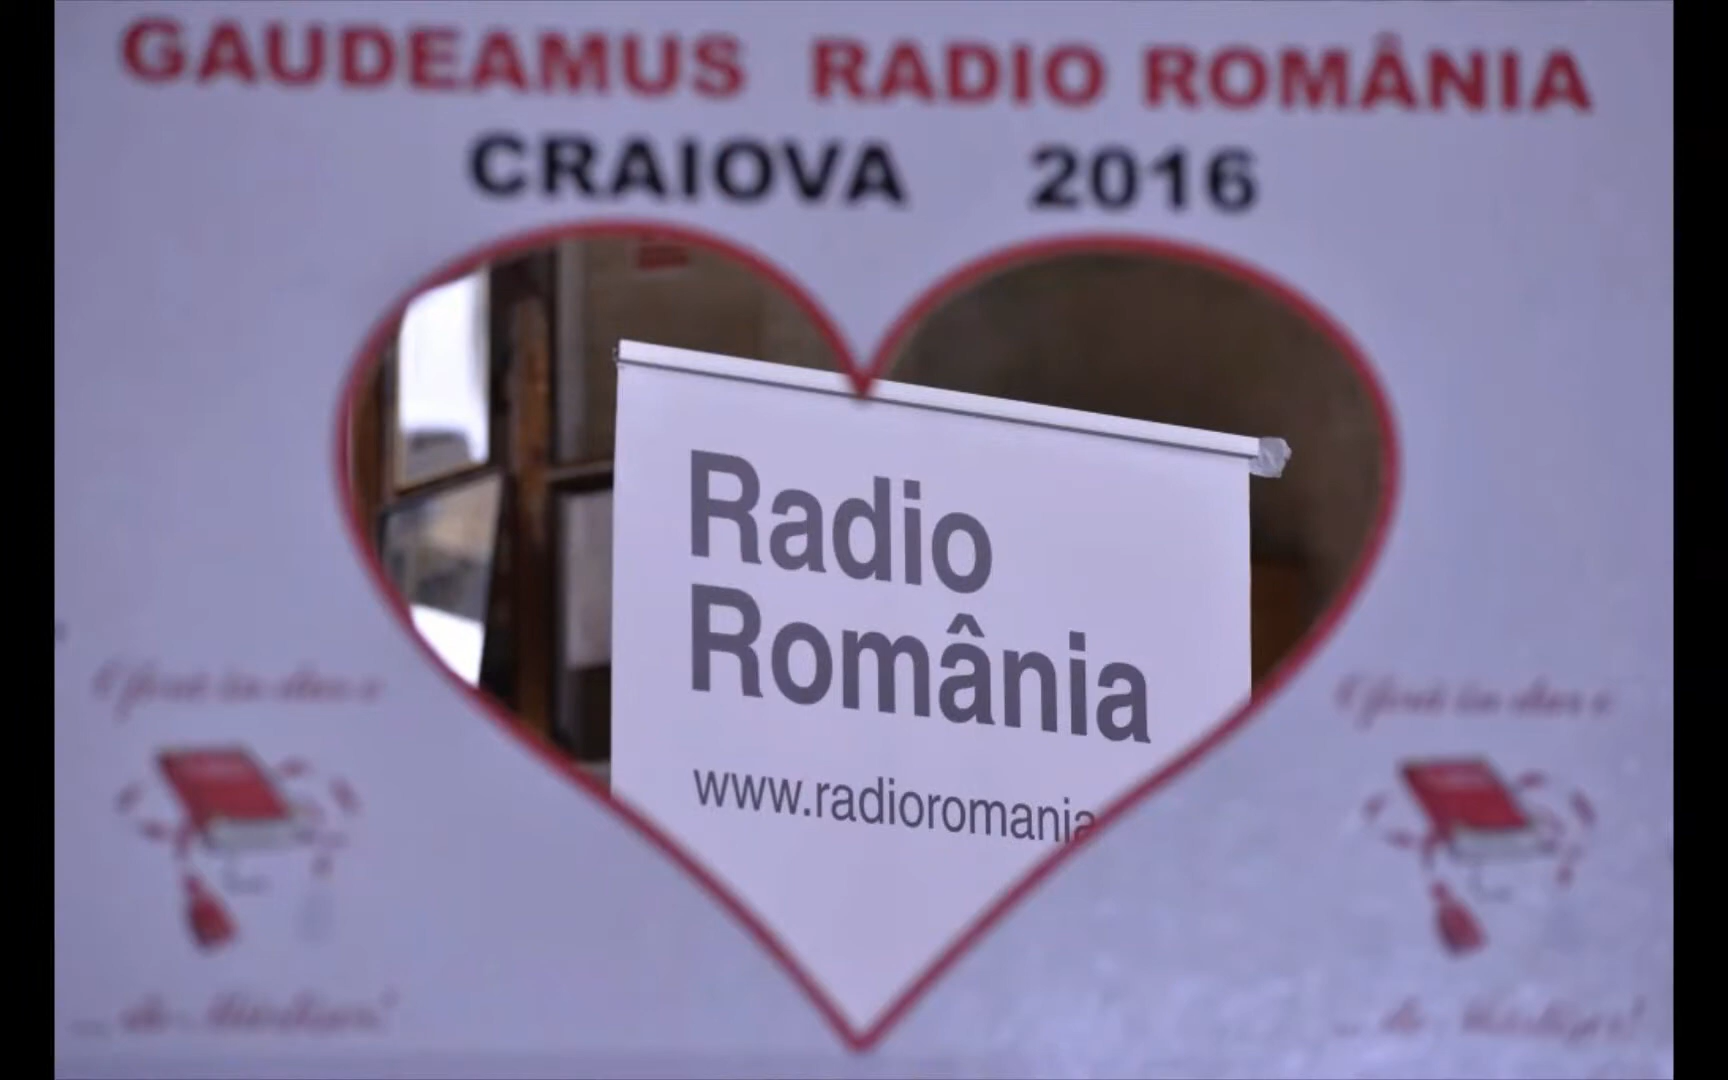 GAUDEAMUS RADIO ROMÂNIA
CRAIOVA 2016
Radio
România
www.radioromania